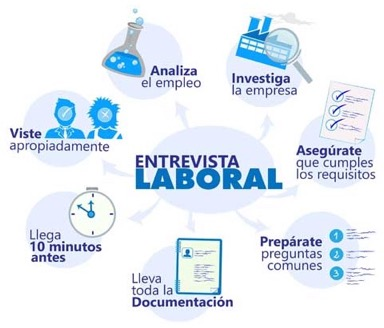 Analiza
el empleo
Investiga
la empresa
Viste
apropiadamente
Asegúrate
que cumples
los requisitos
ENTREVISTA
LABORAL
Llega
10 minutos
antes
Lleva
toda la
Documentación
Prepárate
preguntas
comunes
1
2
3